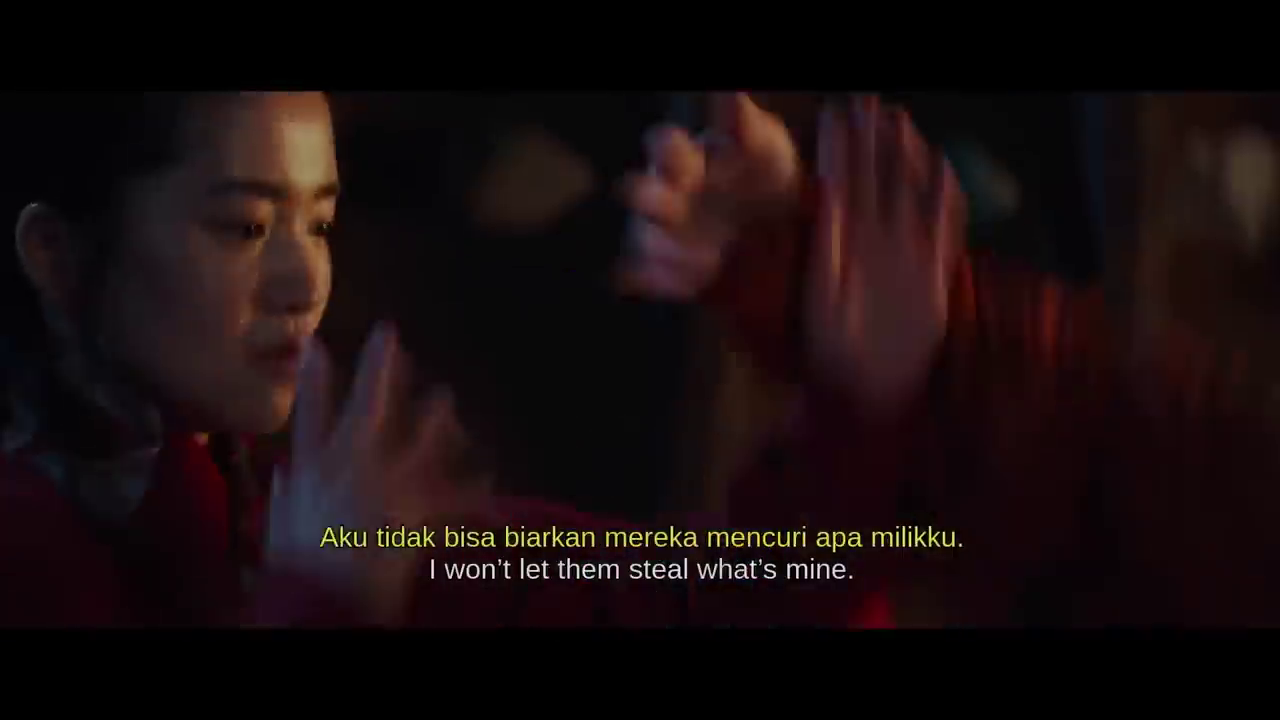 Aku tidak bisa biarkan mereka mencuri apa milikku.
I won’t let them steal what’s mine.